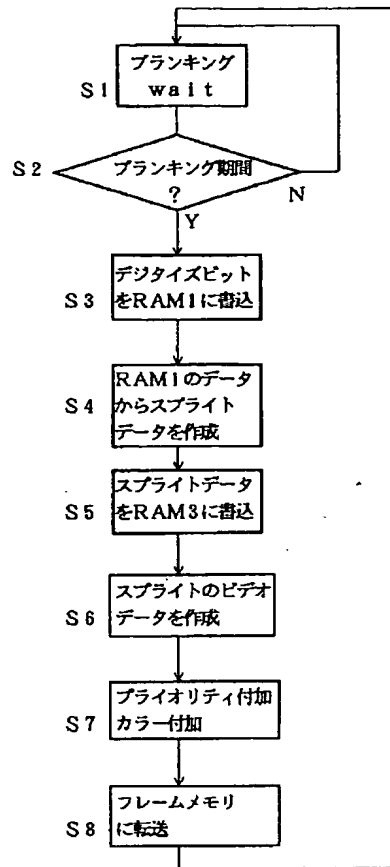 ブランキング
S1 wait
S2 ブランキング期間
?
N
Y
デジタイズビット
S3 をRAM1に書込
RAM1のデータ
S4 からスプライト
データを作成
スプライトデータ
S5 をRAM3に書込
スプライトのビデオ
S6 データを作成
プライオリティ付加
S7 カラー付加
フレームメモリ
S8 に転送